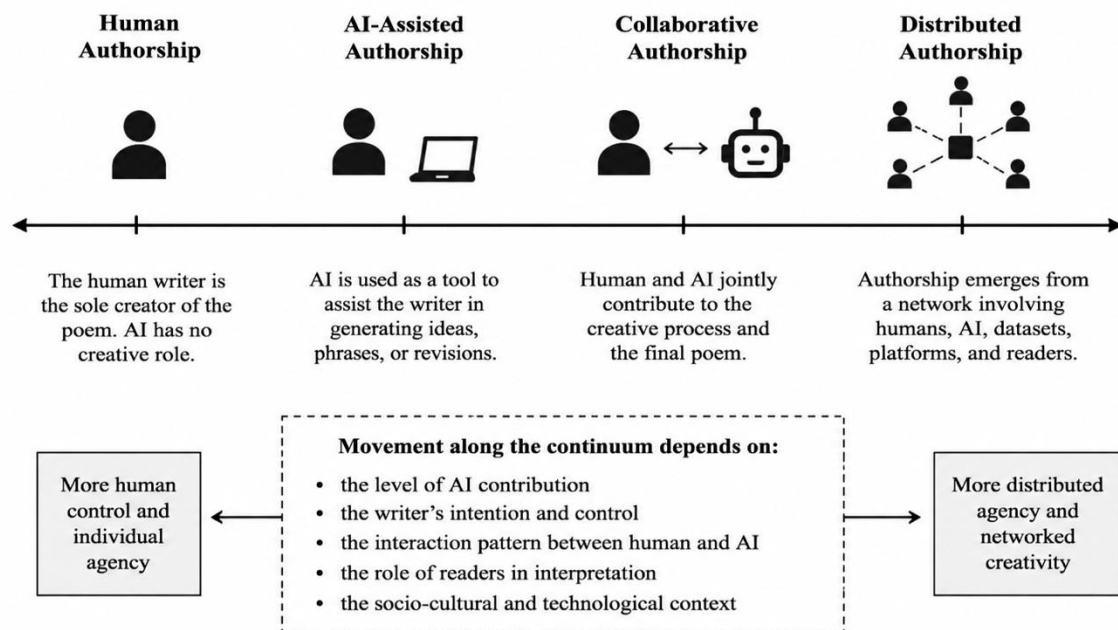 Human
Authorship
AI-Assisted
Authorship
Collaborative
Authorship
Distributed
Authorship
The human writer is
the sole creator of the
poem. AI has no
creative role.
AI is used as a tool to
assist the writer in
generating ideas,
phrases, or revisions.
Human and AI jointly
contribute to the
creative process and
the final poem.
Authorship emerges from
a network involving
humans, AI, datasets,
platforms, and readers.
More human
control and
individual
agency
Movement along the continuum depends on:
• the level of AI contribution
• the writer’s intention and control
• the interaction pattern between human and AI
• the role of readers in interpretation
• the socio-cultural and technological context
More distributed
agency and
networked
creativity